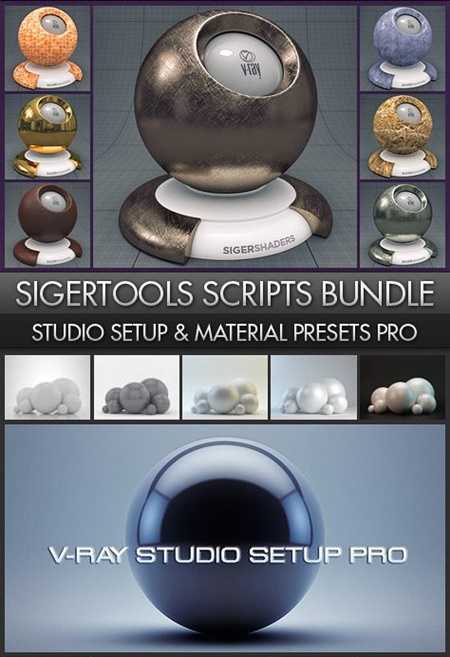 v·ray
SIGERSHADERS
SIGERTOOLS SCRIPTS BUNDLE
STUDIO SETUP & MATERIAL PRESETS PRO
V-RAY STUDIO SETUP PRO